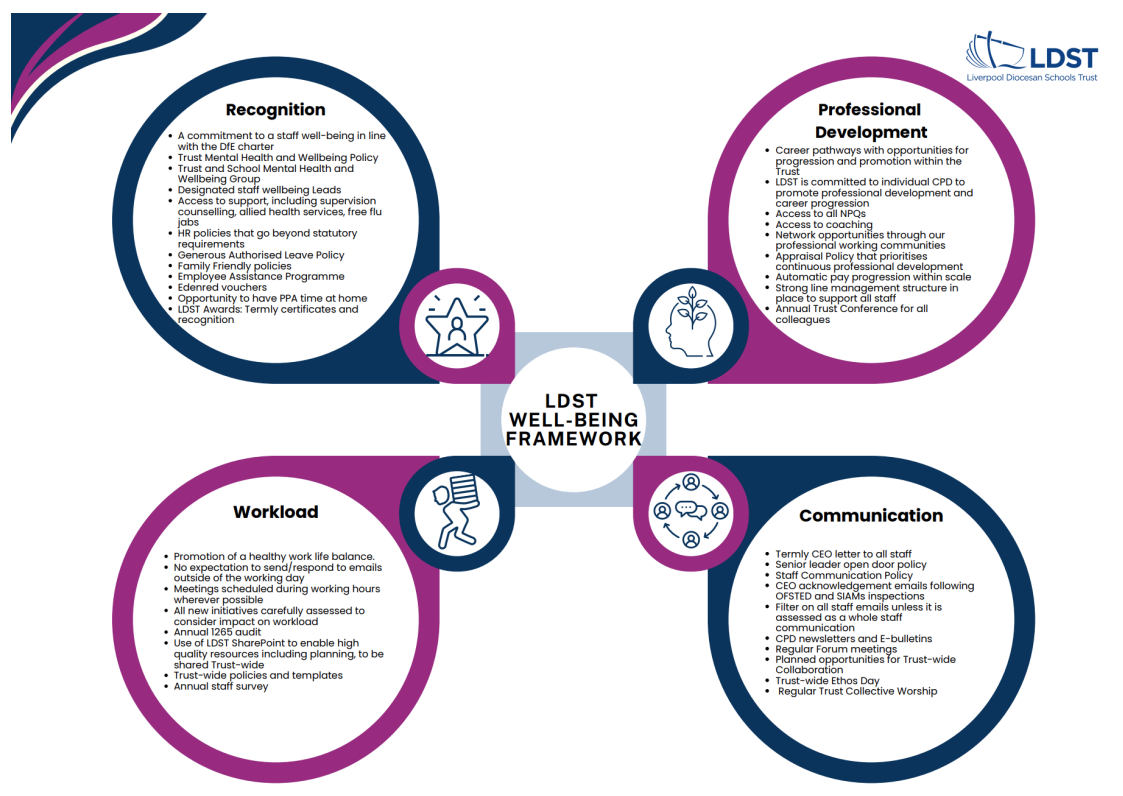 LDST
Liverpool Diocesan Schools Trust
Recognition
• A commitment to a staff well-being in line
with the DfE charter
• Trust Mental Health and Wellbeing Policy
• Trust and School Mental Health and
Wellbeing Group
• Designated staff wellbeing Leads
• Access to support, including supervision
counselling, allied health services, free flu
jabs
• HR policies that go beyond statutory
requirements
• Generous Authorised Leave Policy
• Family Friendly policies
• Employee Assistance Programme
• Edenred vouchers
• Opportunity to have PPA time at home
• LDST Awards: Termly certificates and
recognition
Professional
Development
• Career pathways with opportunities for
progression and promotion within the
Trust
• LDST is committed to individual CPD to
promote professional development and
career progression
• Access to all NPQs
• Access to coaching
• Network opportunities through our
professional working communities
• Appraisal Policy that prioritises
continuous professional development
• Automatic pay progression within scale
• Strong line management structure in
place to support all staff
• Annual Trust Conference for all
colleagues
LDST
WELL-BEING
FRAMEWORK
Workload
• Promotion of a healthy work life balance.
• No expectation to send/respond to emails
outside of the working day
• Meetings scheduled during working hours
wherever possible
• All new initiatives carefully assessed to
consider impact on workload
• Annual 1265 audit
• Use of LDST SharePoint to enable high
quality resources including planning, to be
shared Trust-wide
• Trust-wide policies and templates
• Annual staff survey
Communication
• Termly CEO letter to all staff
• Senior leader open door policy
• Staff Communication Policy
• CEO acknowledgement emails following
OFSTED and SIAMs inspections
• Filter on all staff emails unless it is
assessed as a whole staff
communication
• CPD newsletters and E-bulletins
• Regular Forum meetings
• Planned opportunities for Trust-wide
Collaboration
• Trust-wide Ethos Day
• Regular Trust Collective Worship